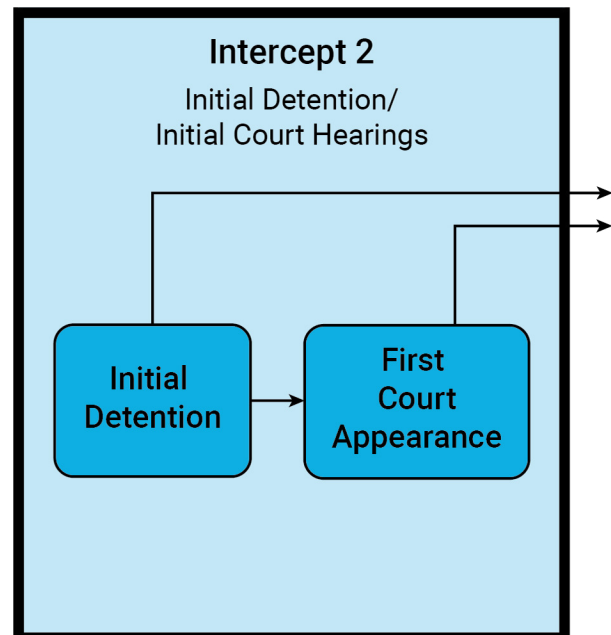 Intercept 2
Initial Detention/
Initial Court Hearings
Initial
Detention
First
Court
Appearance